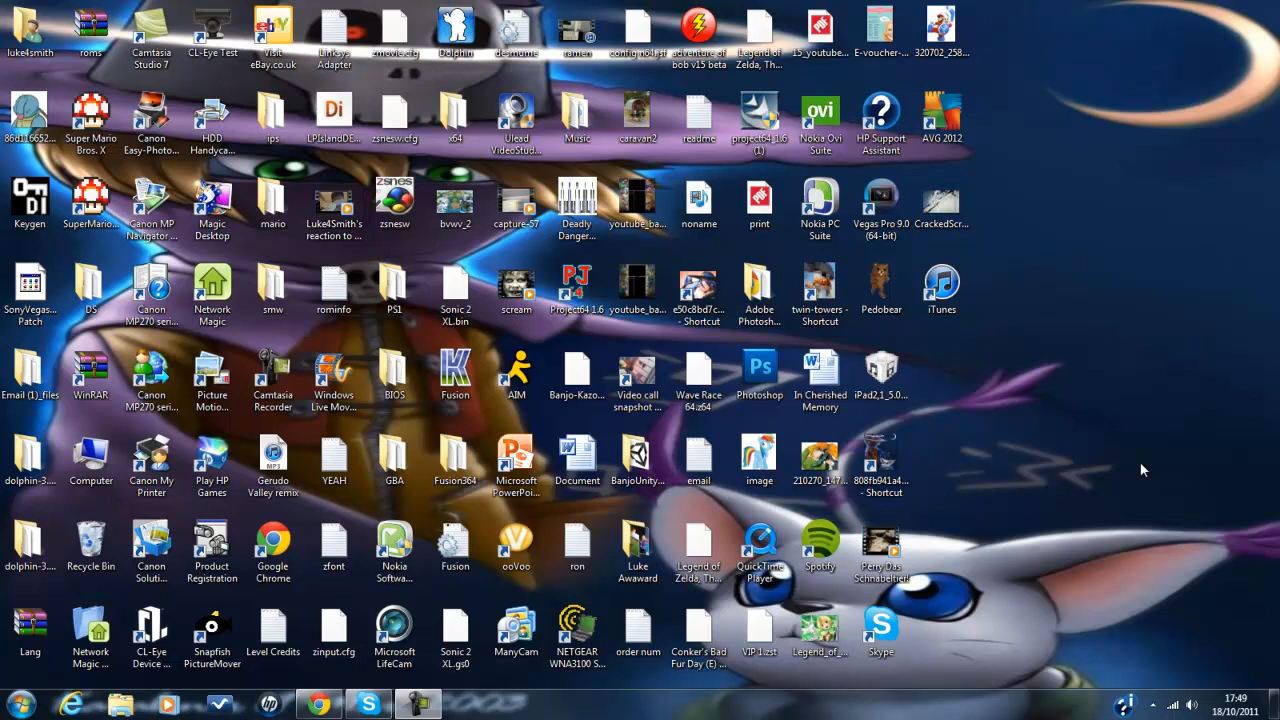 luke4smith
roms
Camtasia
Studio 7
CL-Eye Test
Visit
eBay.co.uk
Linksys
Adapter
zmovie.cfg
Dolphin
desmume
ramen
config.n64.jsf
adventure of
bob v15 beta
Legend of
Zelda, Th...
15_youtube...
E-voucher-...
320702_258...
86d116652...
Super Mario
Bros. X
Canon
Easy-Photo...
HDD
Handyca...
ips
LPIslandDE...
zsnesw.cfg
x64
Ulead
VideoStud...
Music
caravan2
readme
project64_1.6
(1)
Nokia Ovi
Suite
HP Support
Assistant
AVG 2012
Keygen
SuperMario...
Canon MP
Navigator ...
Magic
Desktop
mario
Luke4Smith's
reaction to ...
zsnesw
bvwv_2
capture-57
Deadly
Danger...
youtube_ba...
noname
print
Nokia PC
Suite
Vegas Pro 9.0
(64-bit)
CrackedScr...
SonyVegas...
Patch
DS
Canon
MP270 seri...
Network
Magic
smw
rominfo
PS1
Sonic 2
XL.bin
scream
Project64 1.6
youtube_ba...
e50c8bd7c...
- Shortcut
Adobe
Photosh...
twin-towers -
Shortcut
Pedobear
iTunes
Email (1)_files
WinRAR
Canon
MP270 seri...
Picture
Motio...
Camtasia
Recorder
Windows
Live Mov...
BIOS
Fusion
AIM
Banjo-Kazo...
Video call
snapshot ...
Wave Race
64.z64
Photoshop
In Cherished
Memory
iPad2,1_5.0...
dolphin-3....
Computer
Canon My
Printer
Play HP
Games
Gerudo
Valley remix
YEAH
GBA
Fusion364
Microsoft
PowerPoi...
Document
BanjoUnity...
email
image
210270_147...
808fb941a4...
- Shortcut
dolphin-3....
Recycle Bin
Canon
Soluti...
Product
Registration
Google
Chrome
zfont
Nokia
Softwa...
Fusion
ooVoo
ron
Luke
Awaward
Legend of
Zelda, Th...
QuickTime
Player
Spotify
Perry Das
Schnabeltier!
Lang
Network
Magic ...
CL-Eye
Device ...
Snapfish
PictureMover
Level Credits
zinput.cfg
Microsoft
LifeCam
Sonic 2
XL.gs0
ManyCam
NETGEAR
WNA3100 S...
order num
Conker's Bad
Fur Day (E) ...
VIP 1.zst
Legend_of_...
Skype
17:49
18/10/2011